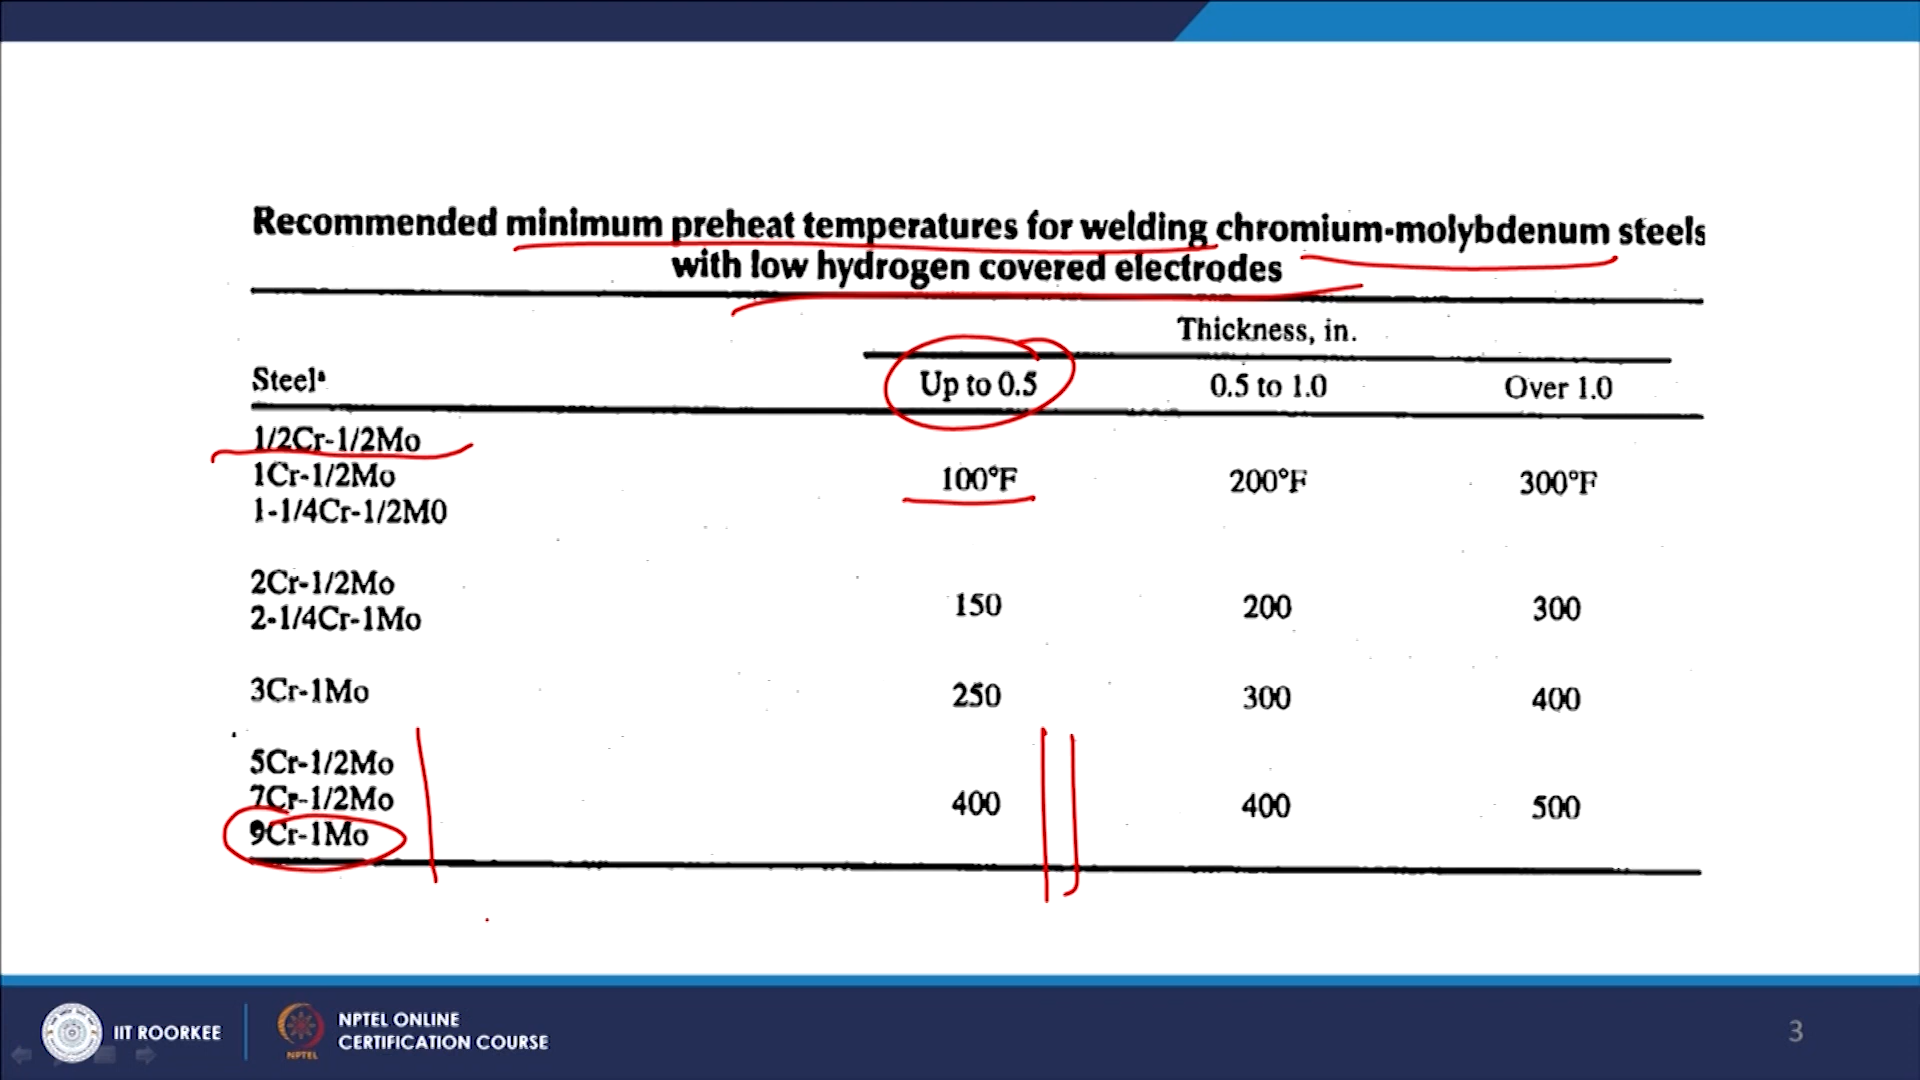 Recommended minimum preheat temperatures for welding chromium-molybdenum steels
with low hydrogen covered electrodes
Thickness, in.
Steelᵃ Up to 0.5 0.5 to 1.0 Over 1.0
1/2Cr-1/2Mo
1Cr-1/2Mo 100°F 200°F 300°F
1-1/4Cr-1/2M0
2Cr-1/2Mo
2-1/4Cr-1Mo 150 200 300
3Cr-1Mo 250 300 400
5Cr-1/2Mo
7Cr-1/2Mo 400 400 500
9Cr-1Mo
IIT ROORKEE
NPTEL
NPTEL ONLINE
CERTIFICATION COURSE
3